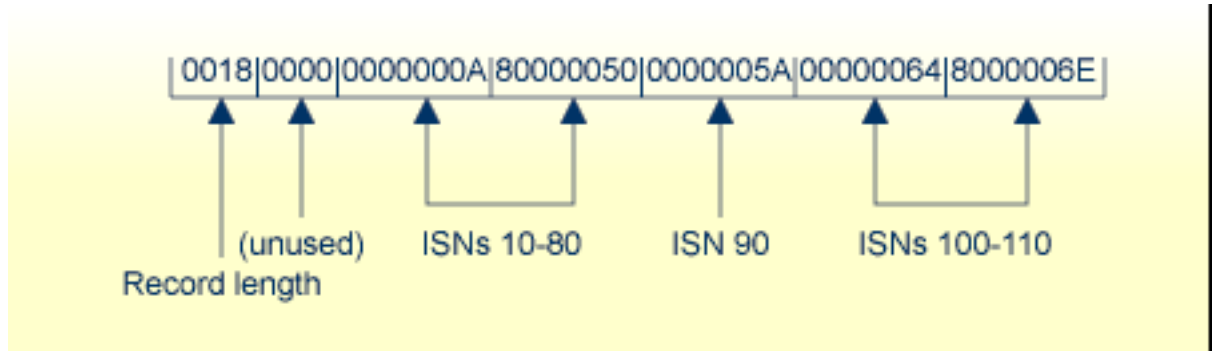 0018|0000|0000000A|80000050|0000005A|00000064|8000006E
(unused) ISNs 10-80 ISN 90 ISNs 100-110
Record length